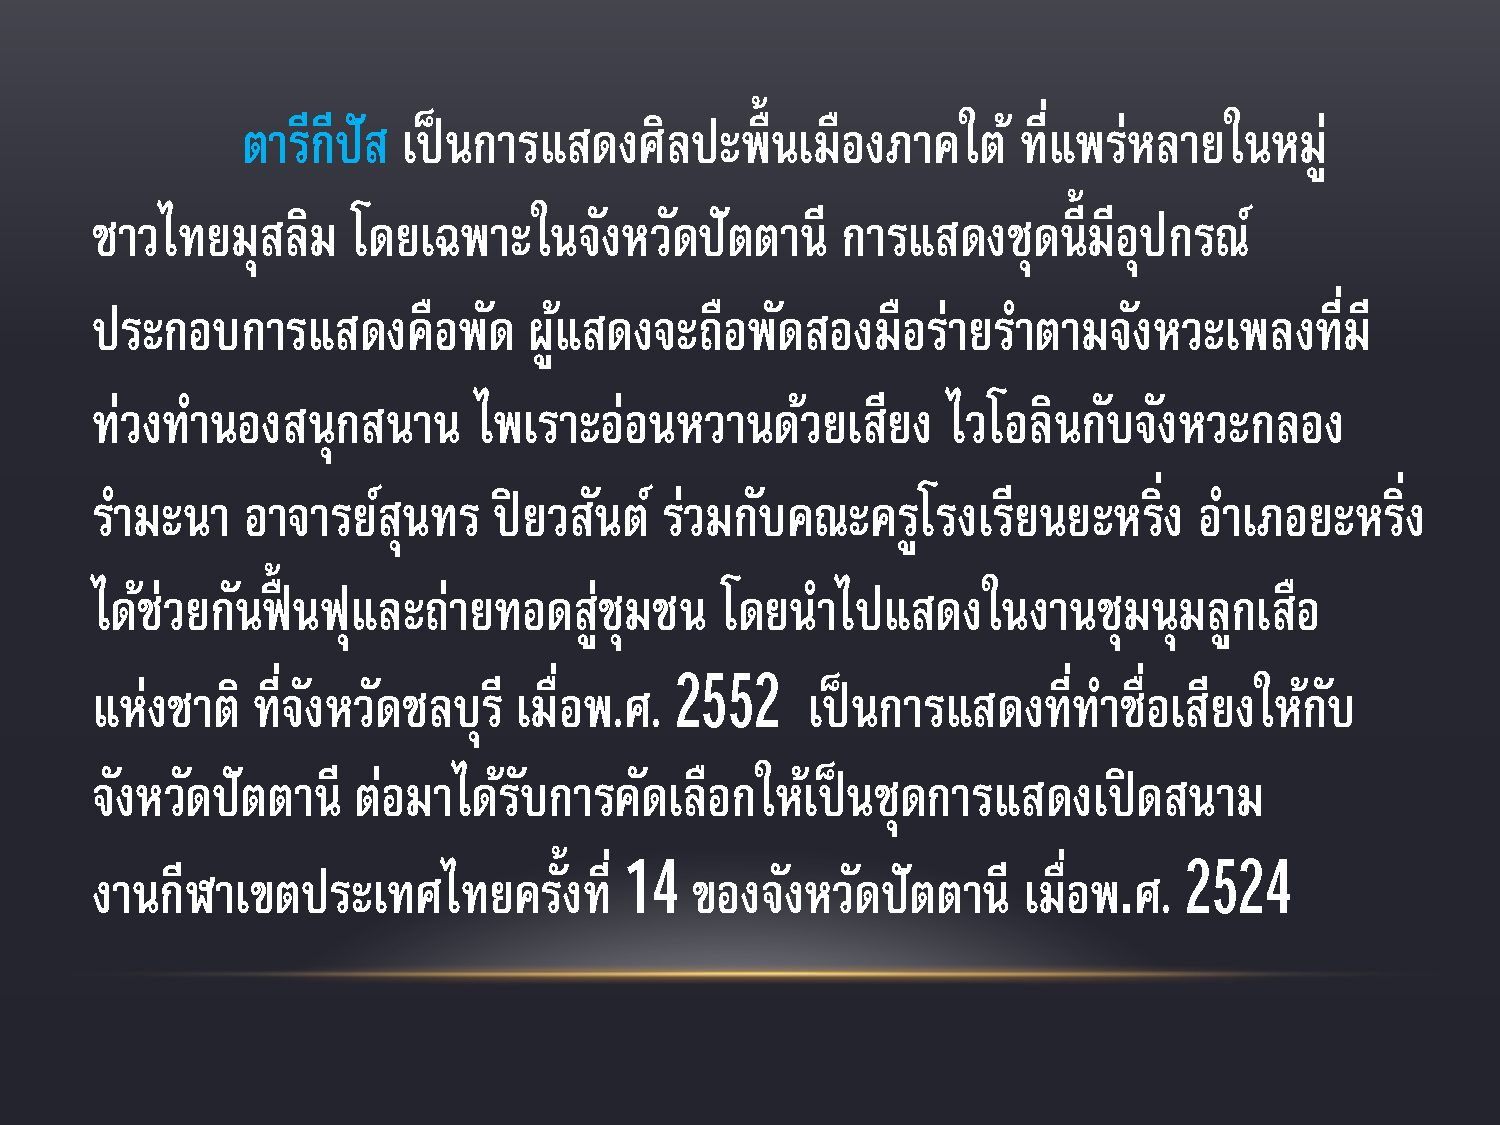 ตารีกีปัส เป็นการแสดงศิลปะพื้นเมืองภาคใต้ ที่แพร่หลายในหมู่
ชาวไทยมุสลิม โดยเฉพาะในจังหวัดปัตตานี การแสดงชุดนี้มีอุปกรณ์
ประกอบการแสดงคือพัด ผู้แสดงจะถือพัดสองมือร่ายรำตามจังหวะเพลงที่มี
ท่วงทำนองสนุกสนาน ไพเราะอ่อนหวานด้วยเสียง ไวโอลินกับจังหวะกลอง
รำมะนา อาจารย์สุนทร ปิยวสันต์ ร่วมกับคณะครูโรงเรียนยะหริ่ง อำเภอยะหริ่ง
ได้ช่วยกันฟื้นฟุและถ่ายทอดสู่ชุมชน โดยนำไปแสดงในงานชุมนุมลูกเสือ
แห่งชาติ ที่จังหวัดชลบุรี เมื่อพ.ศ. 2552 เป็นการแสดงที่ทำชื่อเสียงให้กับ
จังหวัดปัตตานี ต่อมาได้รับการคัดเลือกให้เป็นชุดการแสดงเปิดสนาม
งานกีฬาเขตประเทศไทยครั้งที่ 14 ของจังหวัดปัตตานี เมื่อพ.ศ. 2524